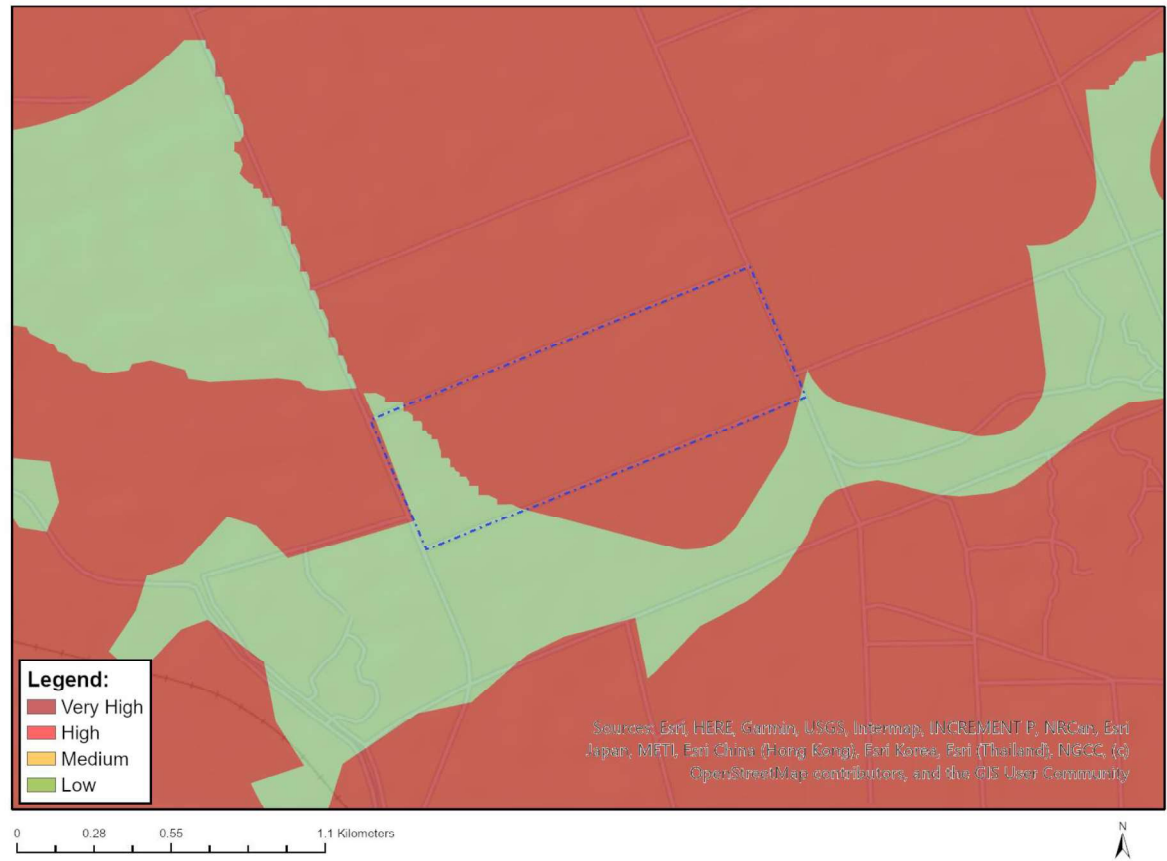 Legend:
Very High
High
Medium
Low
Sources: Esri, HERE, Garmin, USGS, Intermap, INCREMENT P, NRCan, Esri
Japan, METI, Esri China (Hong Kong), Esri Korea, Esri (Thailand), NGCC, (c)
OpenStreetMap contributors, and the GIS User Community
0 0.28 0.55 1.1 Kilometers
N